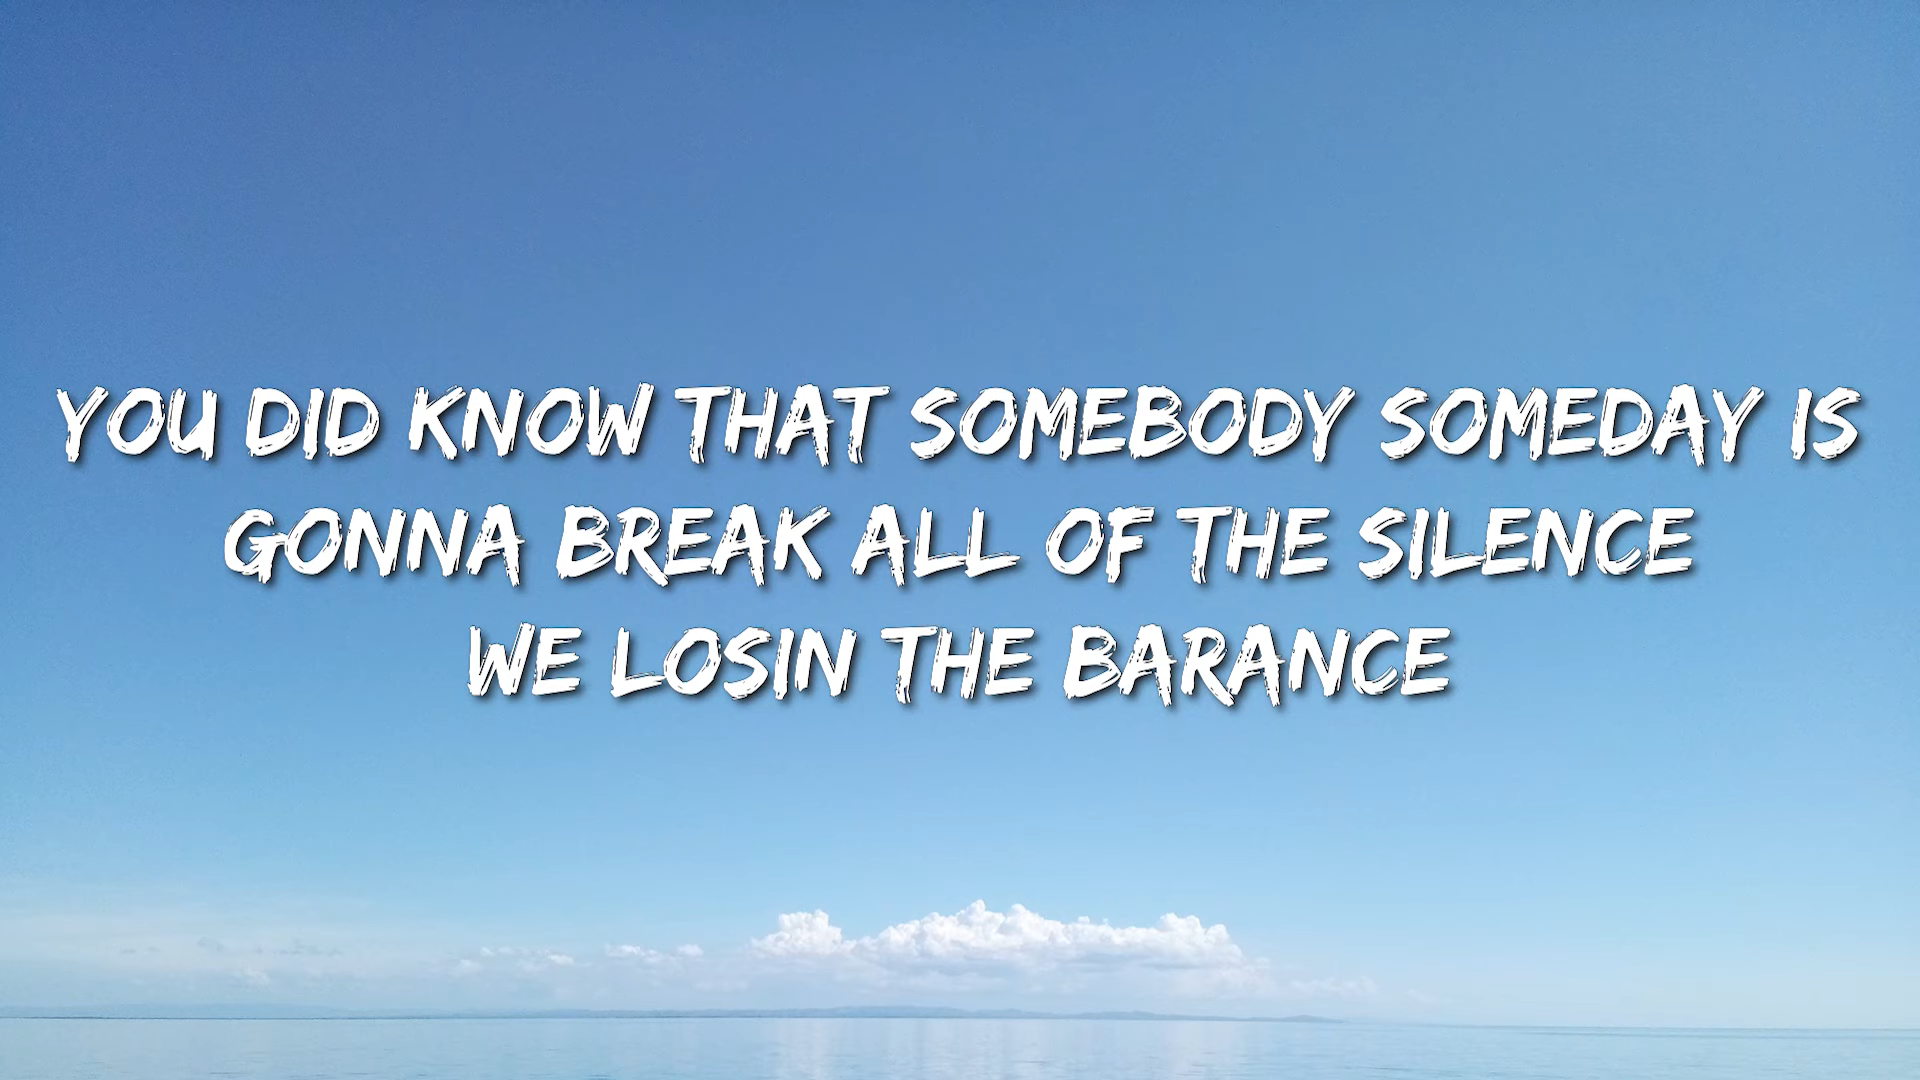 YOU DID KNOW THAT SOMEBODY SOMEDAY IS
GONNA BREAK ALL OF THE SILENCE
WE LOSIN THE BARANCE